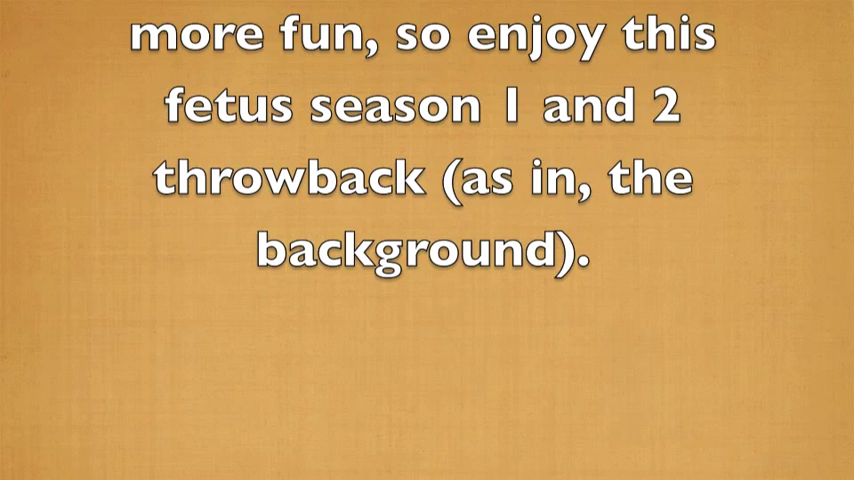 more fun, so enjoy this
fetus season 1 and 2
throwback (as in, the
background).